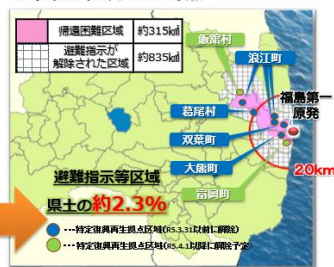 帰還困難区域 約315㎢
避難指示が
解除された区域 約835㎢
飯舘村
浪江町
福島第一
原発
葛尾村
双葉町
大熊町
富岡町
20km
避難指示等区域
県土の約2.3%
●・・・特定復興再生拠点区域(R5.3.31以前に解除)
●・・・特定復興再生拠点区域(R5.4.1以降に解除予定)